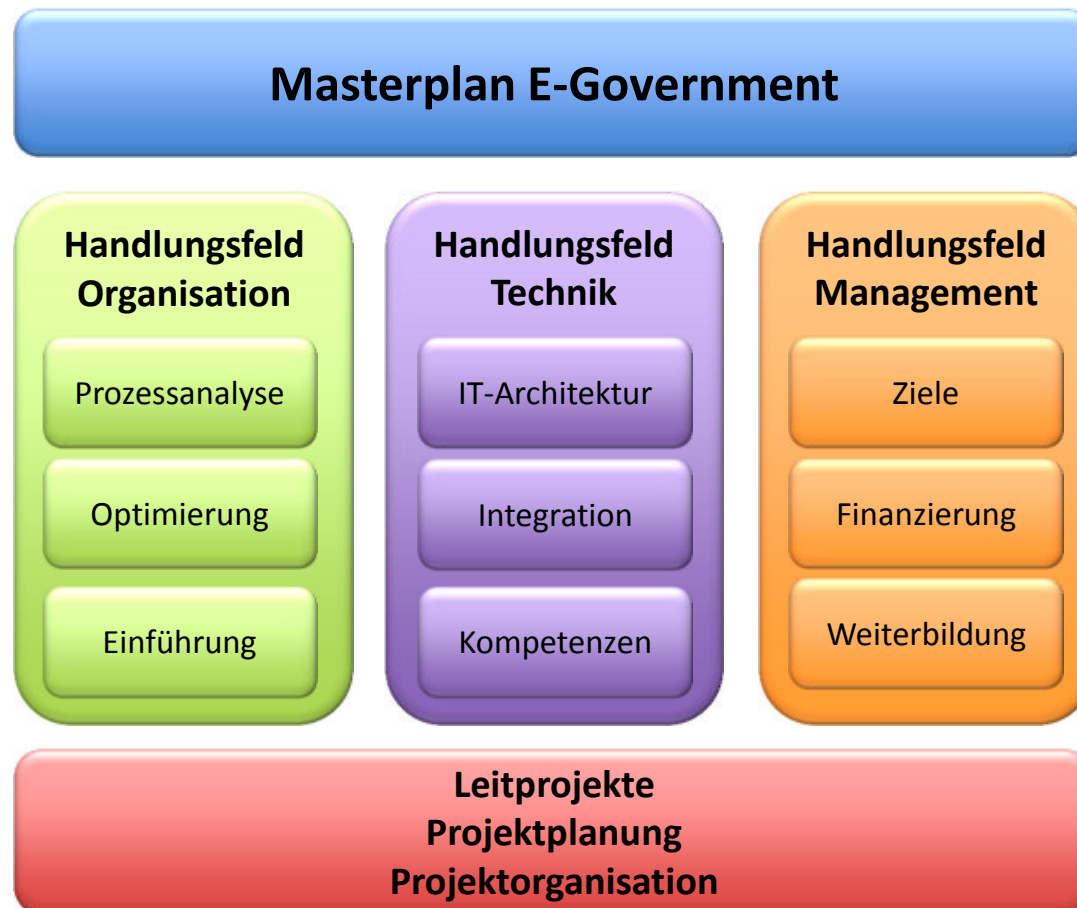 Masterplan E-Government
Handlungsfeld
Organisation
Prozessanalyse
Optimierung
Einführung
Handlungsfeld
Technik
IT-Architektur
Integration
Kompetenzen
Handlungsfeld
Management
Ziele
Finanzierung
Weiterbildung
Leitprojekte
Projektplanung
Projektorganisation